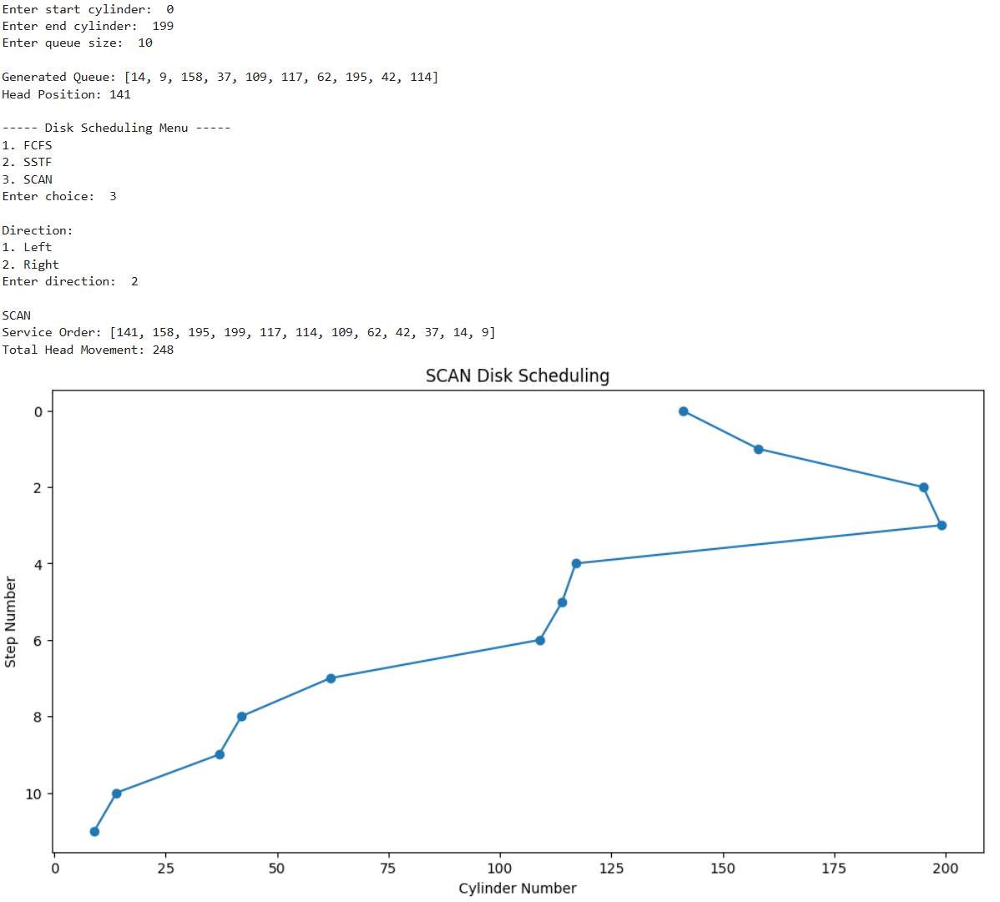 Enter start cylinder:  0
Enter end cylinder:  199
Enter queue size:  10
Generated Queue: [14, 9, 158, 37, 109, 117, 62, 195, 42, 114]
Head Position: 141
----- Disk Scheduling Menu -----
1. FCFS
2. SSTF
3. SCAN
Enter choice:  3
Direction:
1. Left
2. Right
Enter direction:  2
SCAN
Service Order: [141, 158, 195, 199, 117, 114, 109, 62, 42, 37, 14, 9]
Total Head Movement: 248
SCAN Disk Scheduling
Step Number
0
2
4
6
8
10
0 25 50 75 100 125 150 175 200
Cylinder Number